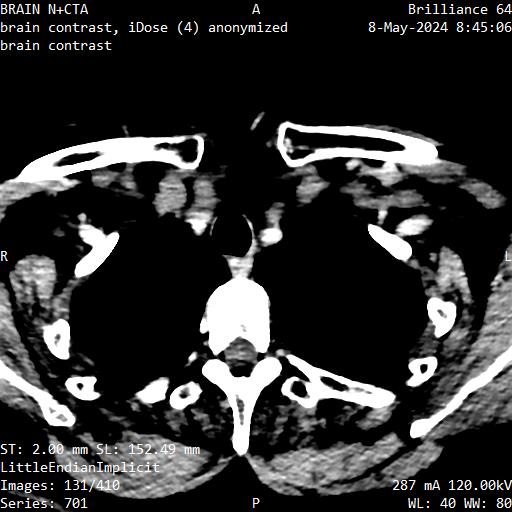 BRAIN N+CTA
brain contrast, iDose (4) anonymized
brain contrast
A
Brilliance 64
8-May-2024 8:45:06
R
L
ST: 2.00 mm SL: 152.49 mm
LittleEndianImplicit
Images: 131/410
Series: 701
P
287 mA 120.00kV
WL: 40 WW: 80